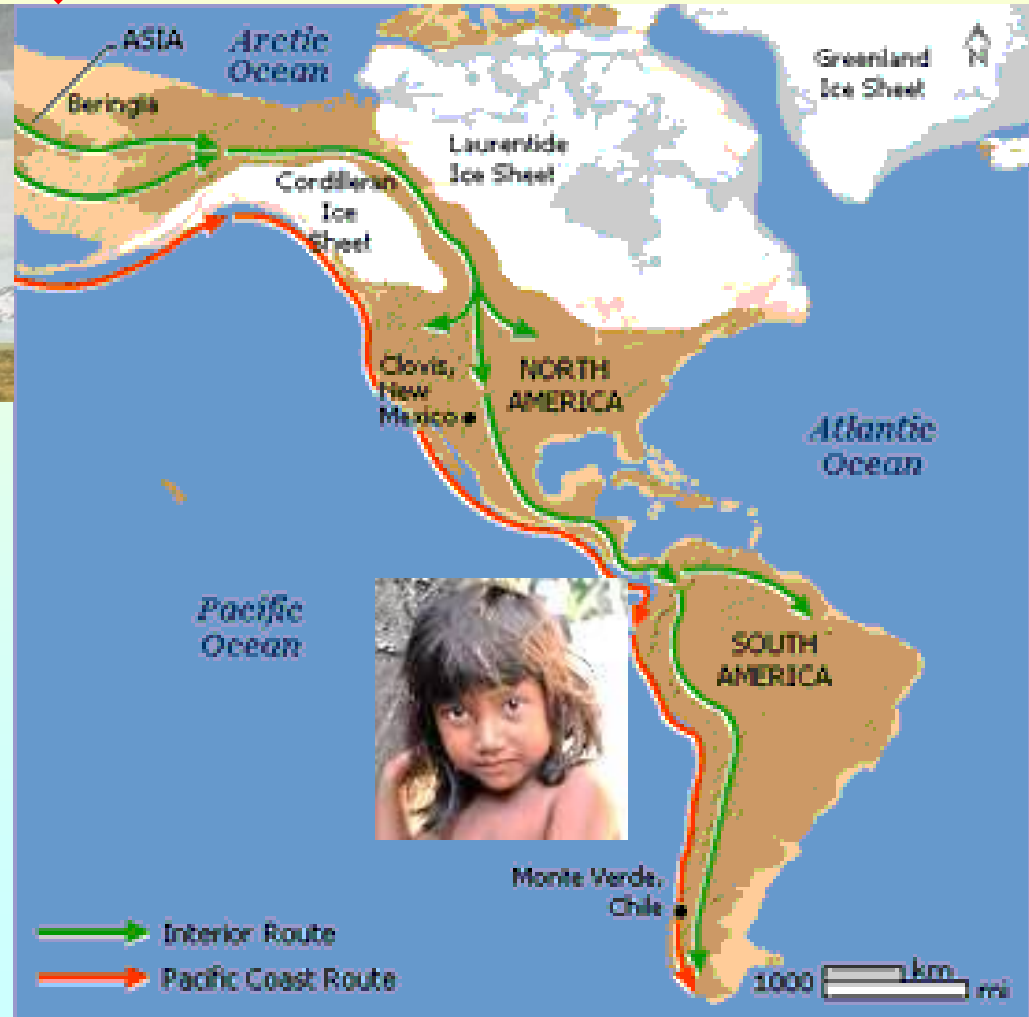 ASIA
Arctic
Ocean
Beringia
Greenland
Ice Sheet
N
Laurentide
Ice Sheet
Cordilleran
Ice
Sheet
Clovis,
New
Mexico
NORTH
AMERICA
Atlantic
Ocean
Pacific
Ocean
SOUTH
AMERICA
Monte Verde,
Chile
Interior Route
Pacific Coast Route
1000 km
mi